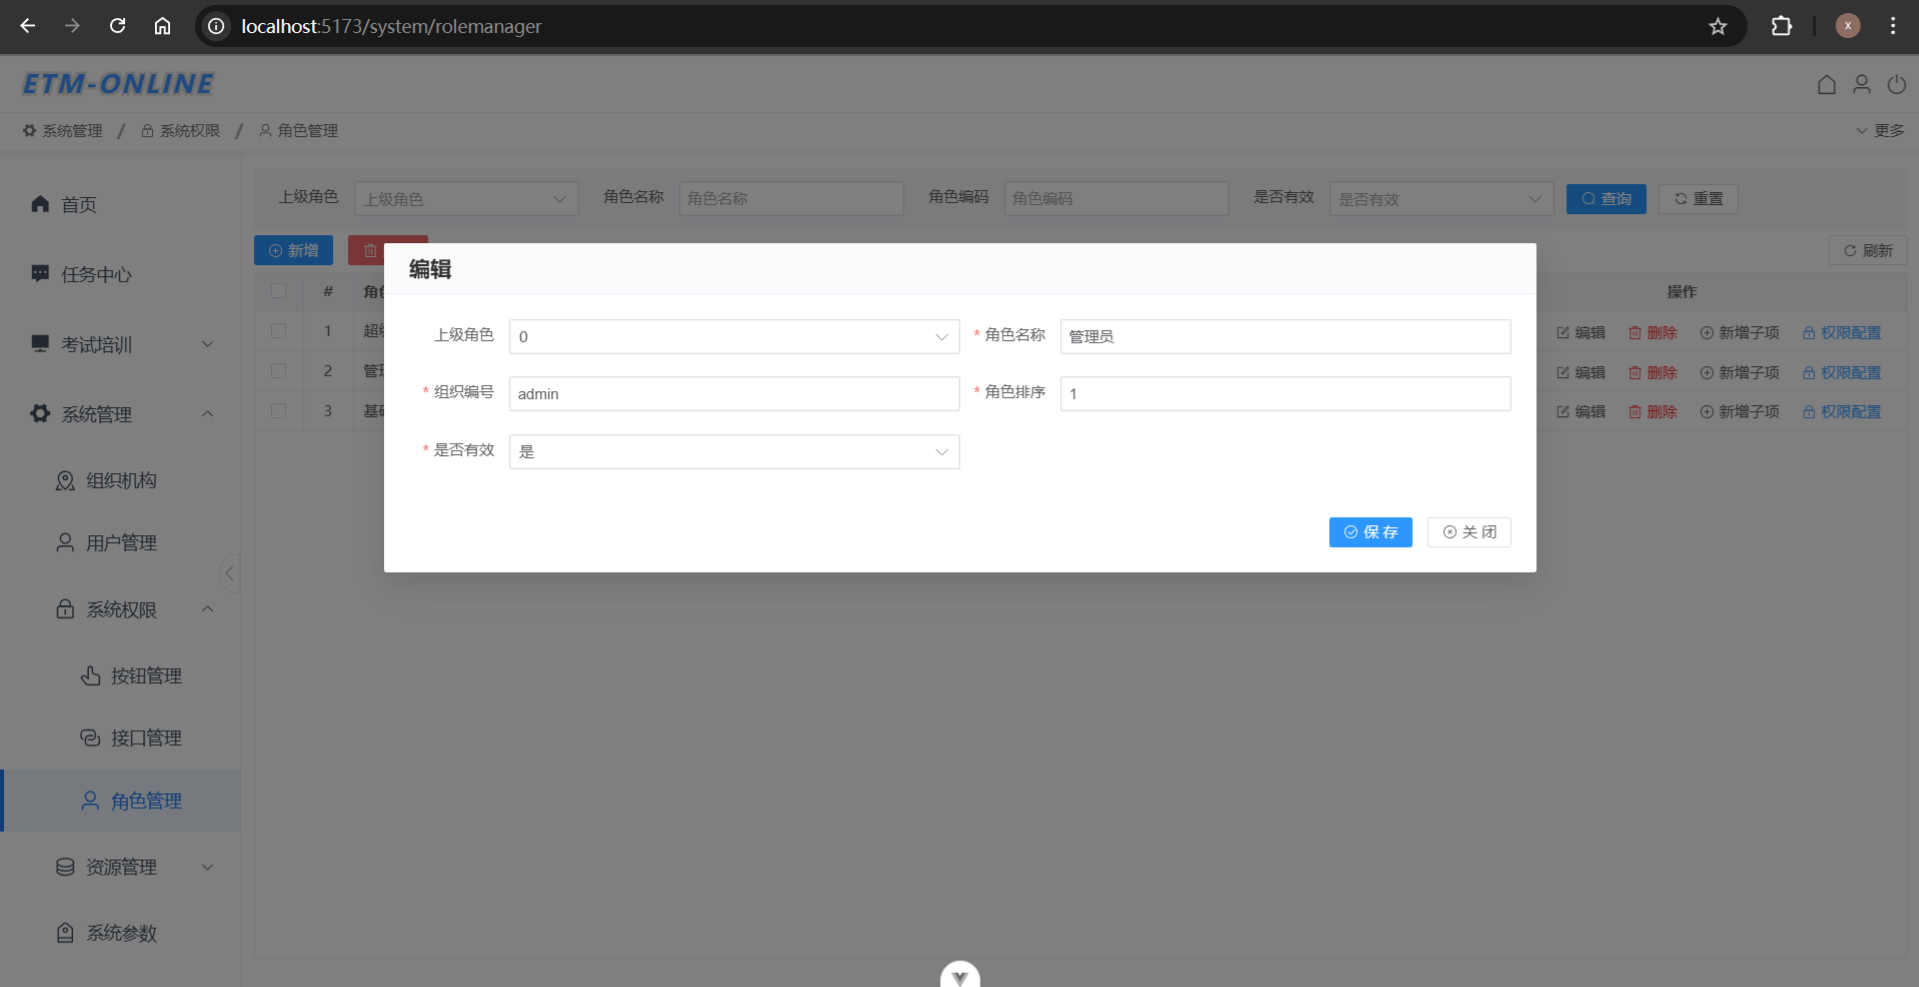 localhost:5173/system/rolemanager
X
ETM-ONLINE
系统管理 / 系统权限 / 角色管理
更多
首页
任务中心
考试培训
系统管理
组织机构
用户管理
系统权限
按钮管理
接口管理
角色管理
资源管理
系统参数
上级角色 上级角色 角色名称 角色名称 角色编码 角色编码 是否有效 是否有效 查询 重置
新增 刷新
# 操作
1 编辑 删除 新增子项 权限配置
2 编辑 删除 新增子项 权限配置
3 编辑 删除 新增子项 权限配置
编辑
上级角色 0 * 角色名称 管理员
* 组织编号 admin * 角色排序 1
* 是否有效 是
保存 关闭